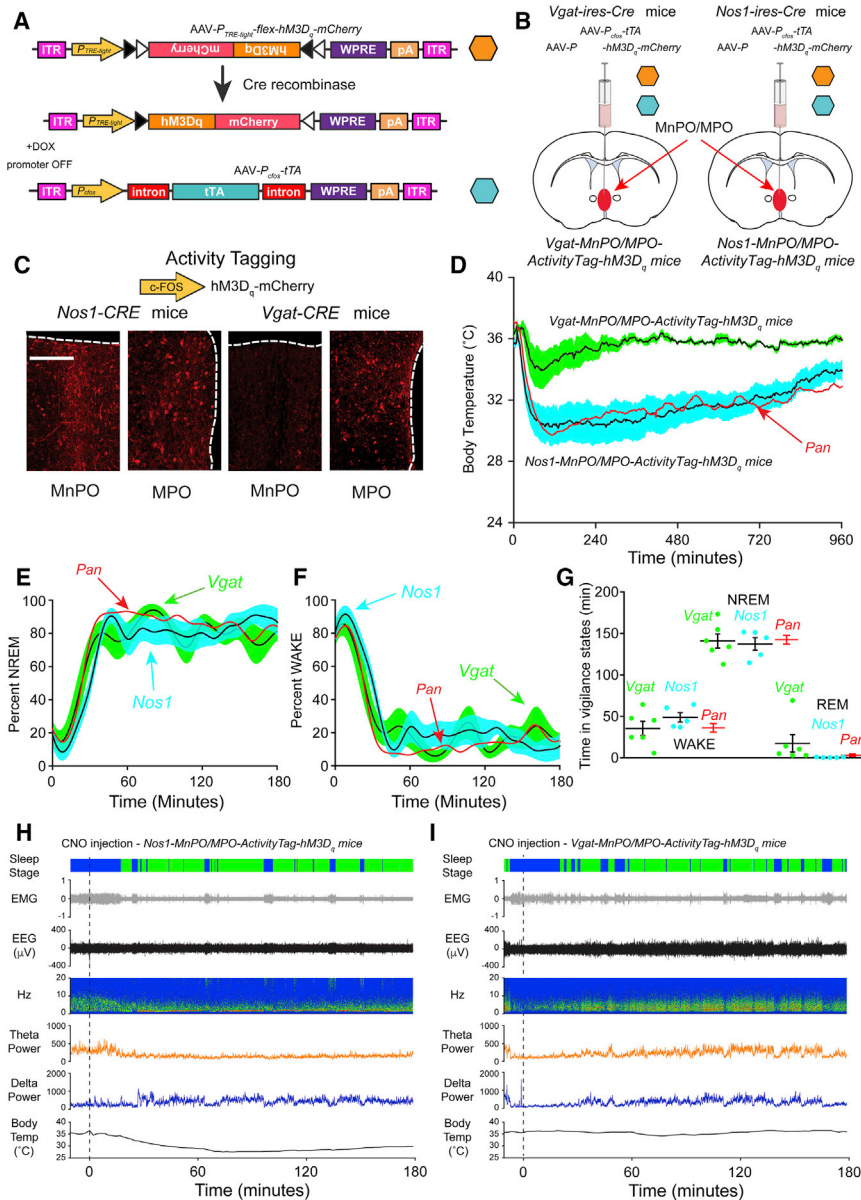 A
AAV-PTRE-tight-flex-hM3Dq-mCherry
ITR PTRE-tight mCherry hM3Dq WPRE pA ITR
Cre recombinase
ITR PTRE-tight hM3Dq mCherry WPRE pA ITR
+DOX
promoter OFF
AAV-Pcfos-tTA
ITR Pcfos intron tTA intron WPRE pA ITR
B
Vgat-ires-Cre mice
AAV-Pcfos-tTA
AAV-P -hM3Dq-mCherry
Nos1-ires-Cre mice
AAV-Pcfos-tTA
AAV-P -hM3Dq-mCherry
MnPO/MPO
Vgat-MnPO/MPO-
ActivityTag-hM3Dq mice
Nos1-MnPO/MPO-
ActivityTag-hM3Dq mice
C
Activity Tagging
c-FOS hM3Dq-mCherry
Nos1-CRE mice Vgat-CRE mice
MnPO MPO MnPO MPO
D
Body Temperature (°C)
40
36
32
28
24
Vgat-MnPO/MPO-ActivityTag-hM3Dq mice
Pan
Nos1-MnPO/MPO-ActivityTag-hM3Dq mice
0 240 480 720 960
Time (minutes)
E
Percent NREM
100
80
60
40
20
0
Pan
Vgat
Nos1
0 60 120 180
Time (Minutes)
F
Percent WAKE
100
80
60
40
20
0
Nos1
Pan
Vgat
0 60 120 180
Time (Minutes)
G
Time in vigilance states (min)
200
150
100
50
0
NREM
Vgat Nos1 Pan
Vgat Nos1 Pan
WAKE
Vgat
REM
Nos1
Pan
H
CNO injection - Nos1-MnPO/MPO-ActivityTag-hM3Dq mice
Sleep
Stage
EMG
1
-1
EEG
(µV)
400
0
-400
Hz
20
10
0
Theta
Power
1000
500
0
Delta
Power
2000
0
Body
Temp
(°C)
40
35
30
25
0 60 120 180
Time (minutes)
I
CNO injection - Vgat-MnPO/MPO-ActivityTag-hM3Dq mice
Sleep
Stage
EMG
1
-1
EEG
(µV)
400
0
-400
Hz
20
10
0
Theta
Power
1000
500
0
Delta
Power
2000
0
Body
Temp
(°C)
40
35
30
25
0 60 120 180
Time (minutes)